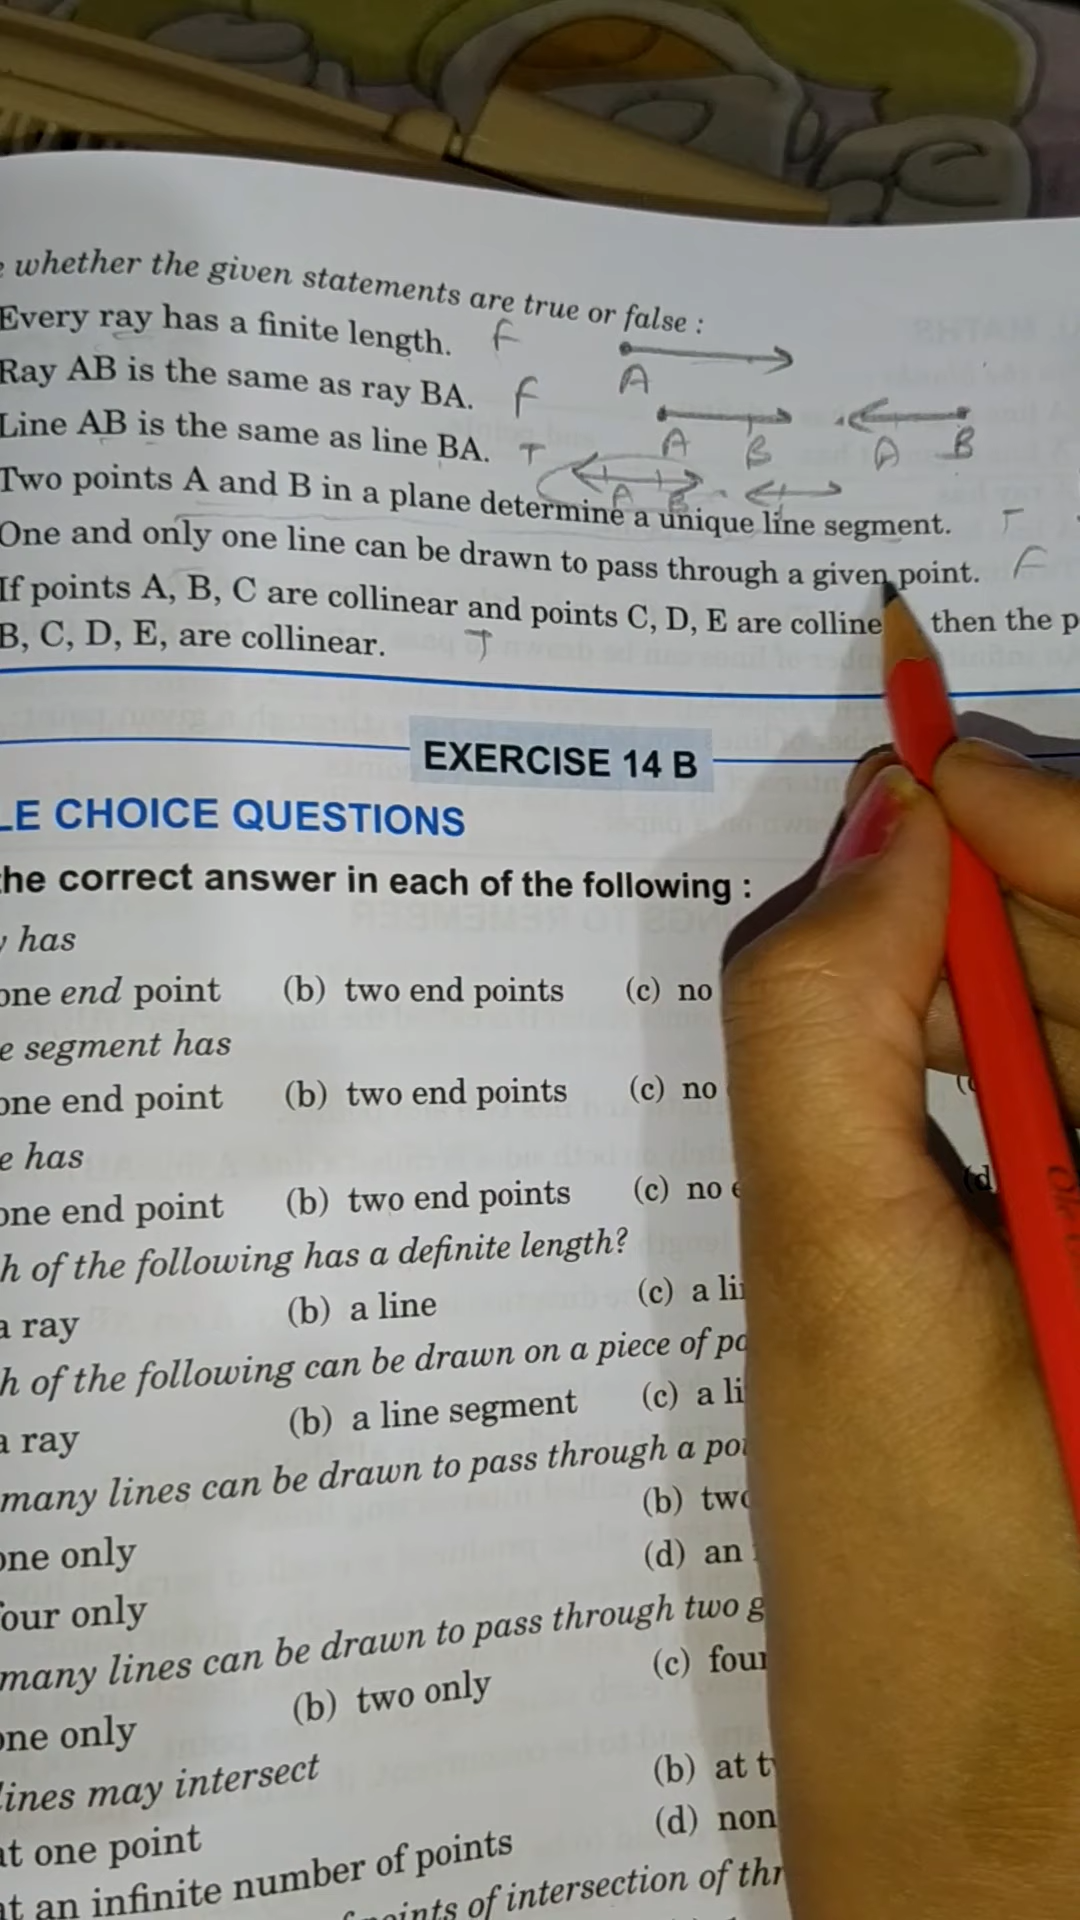 whether the given statements are true or false :
Every ray has a finite length. F
A
Ray AB is the same as ray BA. F
A B A B
Line AB is the same as line BA. T
A B
Two points A and B in a plane determine a unique line segment. T
One and only one line can be drawn to pass through a given point. F
If points A, B, C are collinear and points C, D, E are colline then the p
B, C, D, E, are collinear. T
EXERCISE 14 B
LE CHOICE QUESTIONS
the correct answer in each of the following :
y has
one end point (b) two end points (c) no
e segment has
one end point (b) two end points (c) no
e has
one end point (b) two end points (c) no e (d
h of the following has a definite length?
a ray (b) a line (c) a li
h of the following can be drawn on a piece of pa
a ray (b) a line segment (c) a li
many lines can be drawn to pass through a poi
one only (b) two
four only (d) an
many lines can be drawn to pass through two g
one only (b) two only (c) four
lines may intersect
at one point (b) at tw
at an infinite number of points (d) non
points of intersection of thr